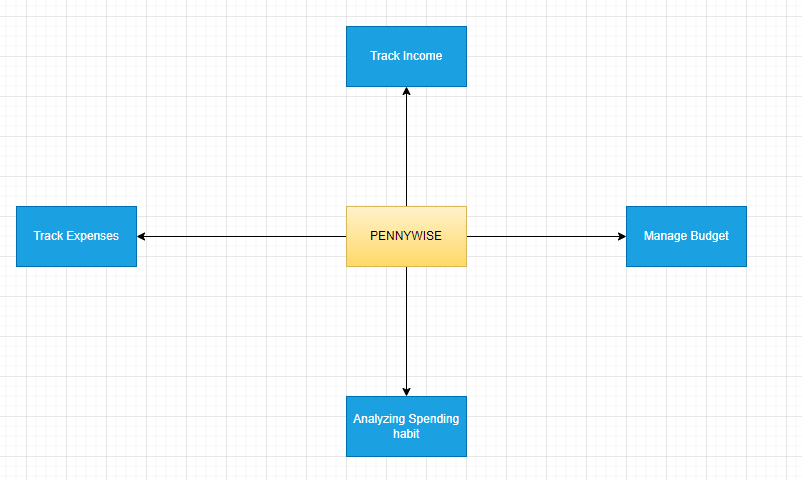 Track Income
Track Expenses
PENNYWISE
Manage Budget
Analyzing Spending
habit